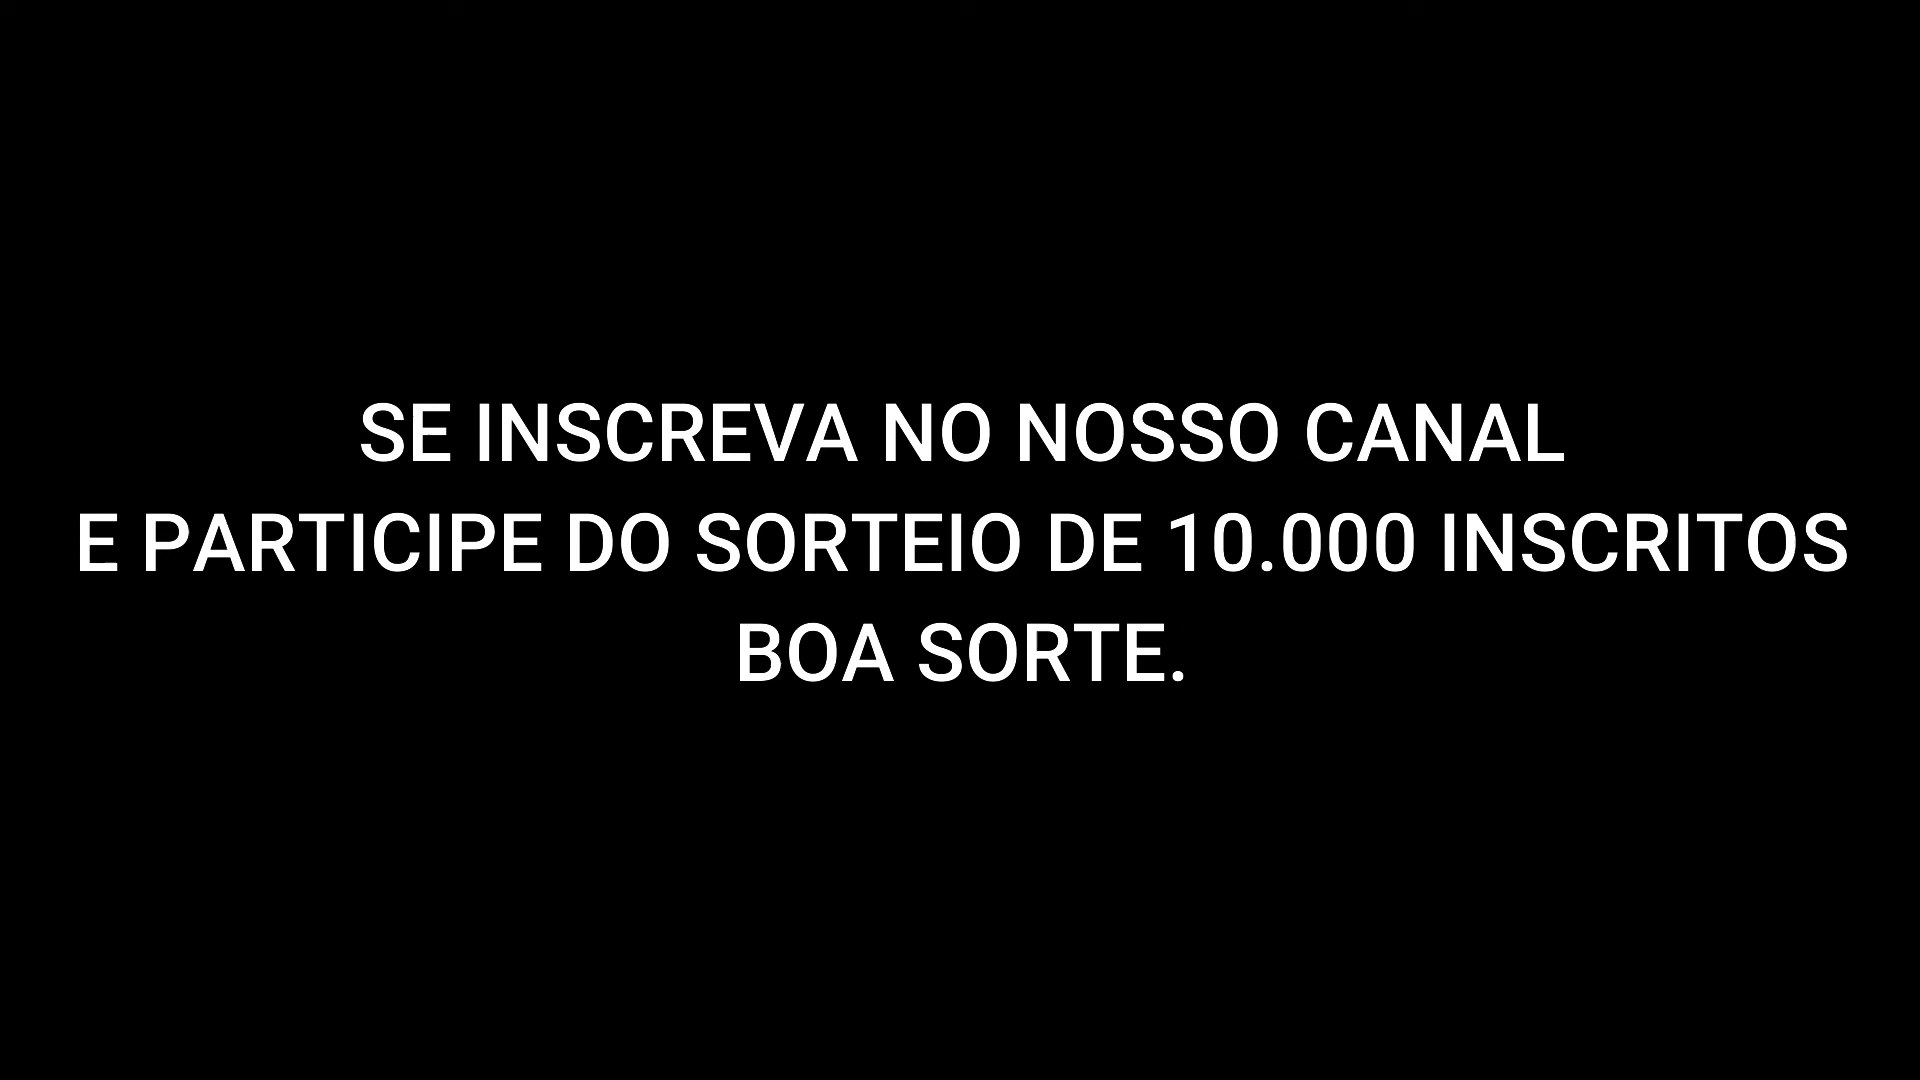 SE INSCREVA NO NOSSO CANAL
E PARTICIPE DO SORTEIO DE 10.000 INSCRITOS
BOA SORTE.